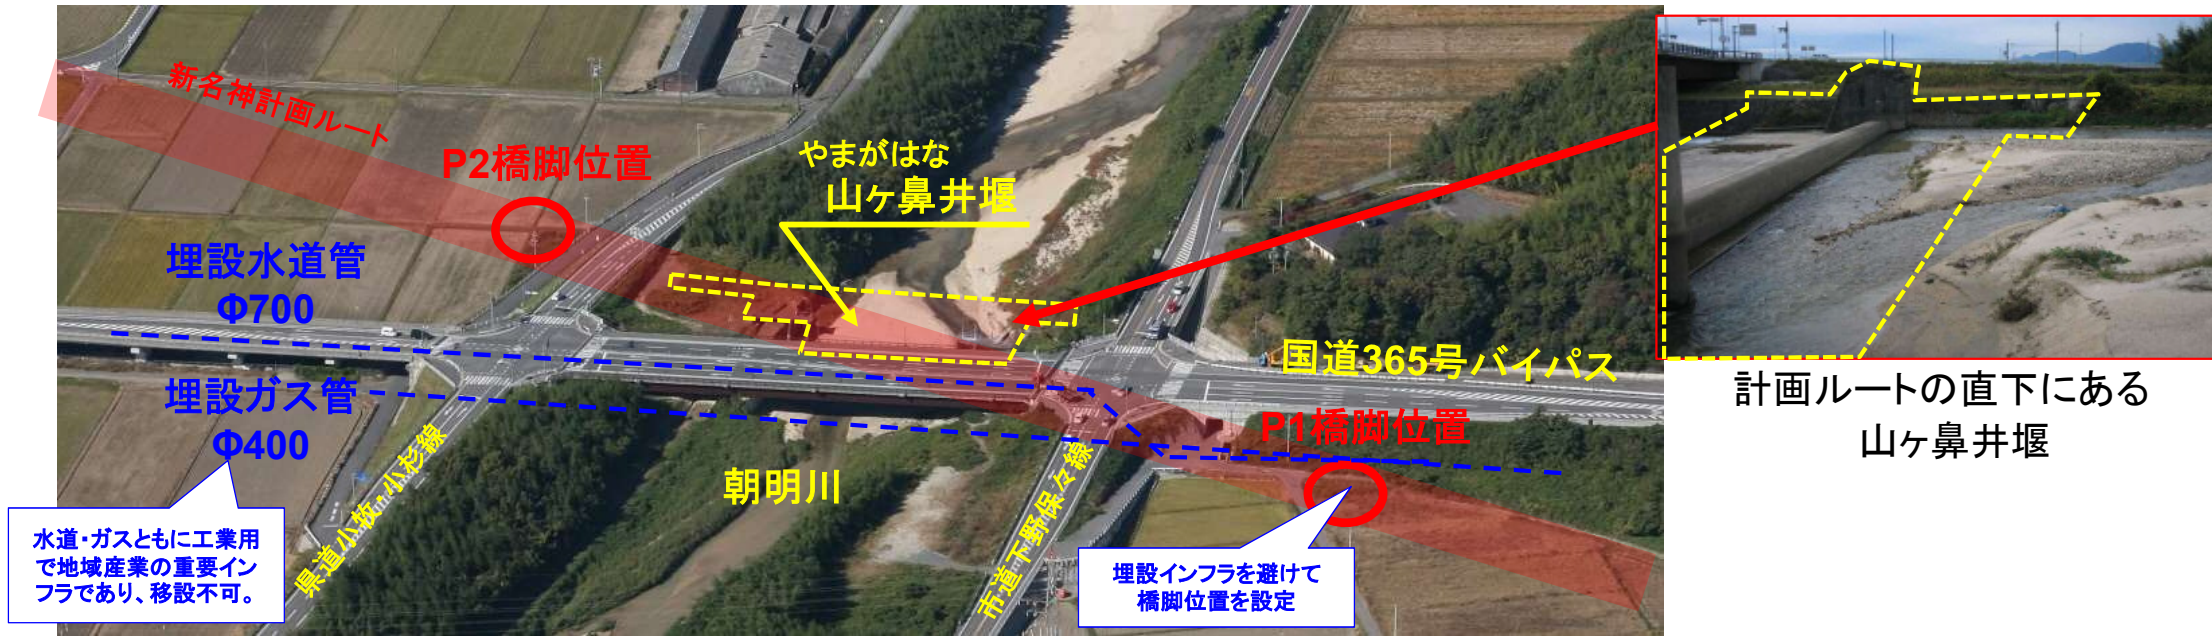 新名神計画ルート
P2橋脚位置
やまがはな
山ヶ鼻井堰
埋設水道管
Φ700
埋設ガス管
Φ400
国道365号バイパス
P1橋脚位置
朝明川
県道小牧・小杉線
市道下野保々線
水道・ガスともに工業用
で地域産業の重要イン
フラであり、移設不可。
埋設インフラを避けて
橋脚位置を設定
計画ルートの直下にある
山ヶ鼻井堰